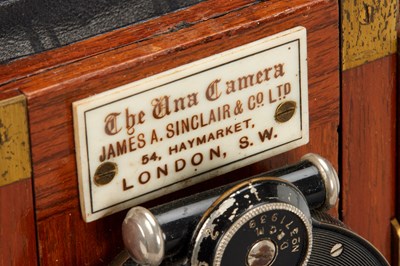 The Una Camera
JAMES A. SINCLAIR & CO. LTD
54, HAYMARKET,
LONDON, S.W.